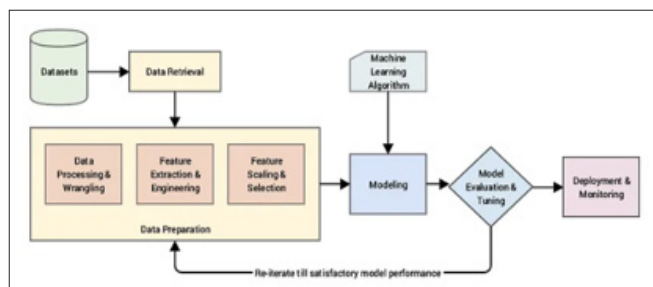 Datasets
Data Retrieval
Machine
Learning
Algorithm
Data
Processing &
Wrangling
Feature
Extraction &
Engineering
Feature
Scaling &
Selection
Data Preparation
Modeling
Model
Evaluation &
Tuning
Deployment &
Monitoring
Re-iterate till satisfactory model performance